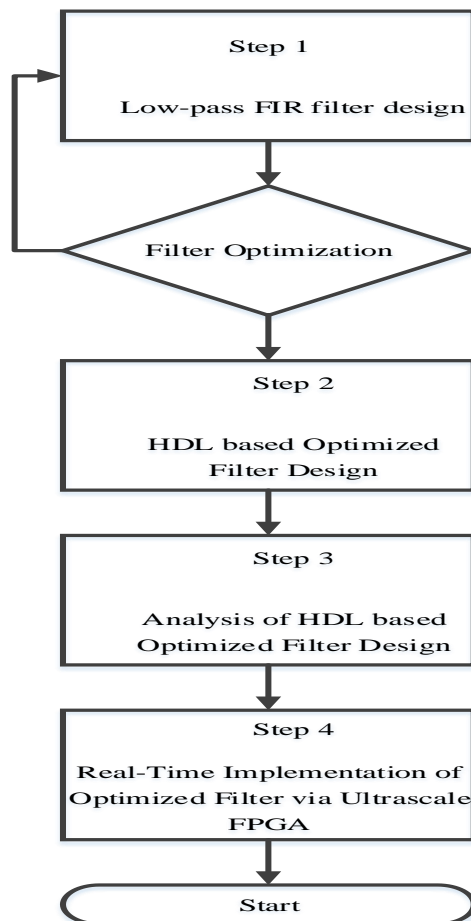 Step 1
Low-pass FIR filter design
Filter Optimization
Step 2
HDL based Optimized
Filter Design
Step 3
Analysis of HDL based
Optimized Filter Design
Step 4
Real-Time Implementation of
Optimized Filter via Ultrascale
FPGA
Start